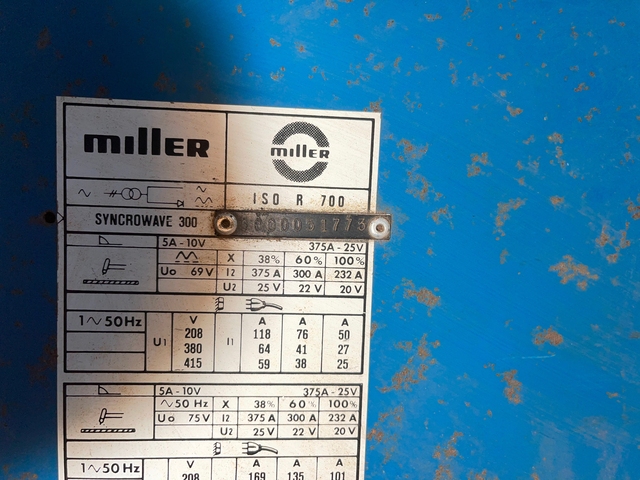 miller
miller
ISO R 700
SYNCROWAVE 300
5A - 10V 375A - 25V
X 38% 60% 100%
Uo 69V I2 375 A 300 A 232 A
U2 25 V 22 V 20 V
1∿50Hz U1 V I1 A A A
208 118 76 50
380 64 41 27
415 59 38 25
5A - 10V 375A - 25V
∿50 Hz X 38% 60% 100%
Uo 75V I2 375 A 300 A 232 A
U2 25 V 22 V 20 V
1∿50Hz V A A A
208 169 135 101